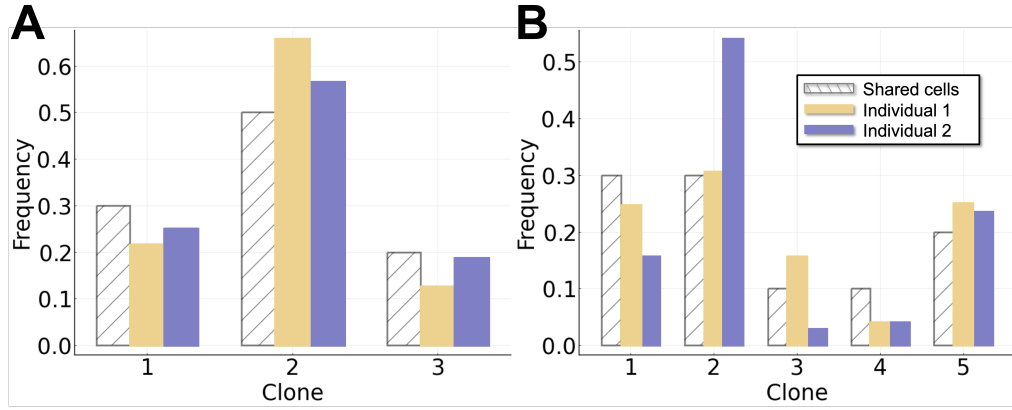 A
B
Frequency
0.6
0.5
0.4
0.3
0.2
0.1
0.0
1
2
3
Clone
Frequency
0.5
0.4
0.3
0.2
0.1
0.0
1
2
3
4
5
Clone
Shared cells
Individual 1
Individual 2